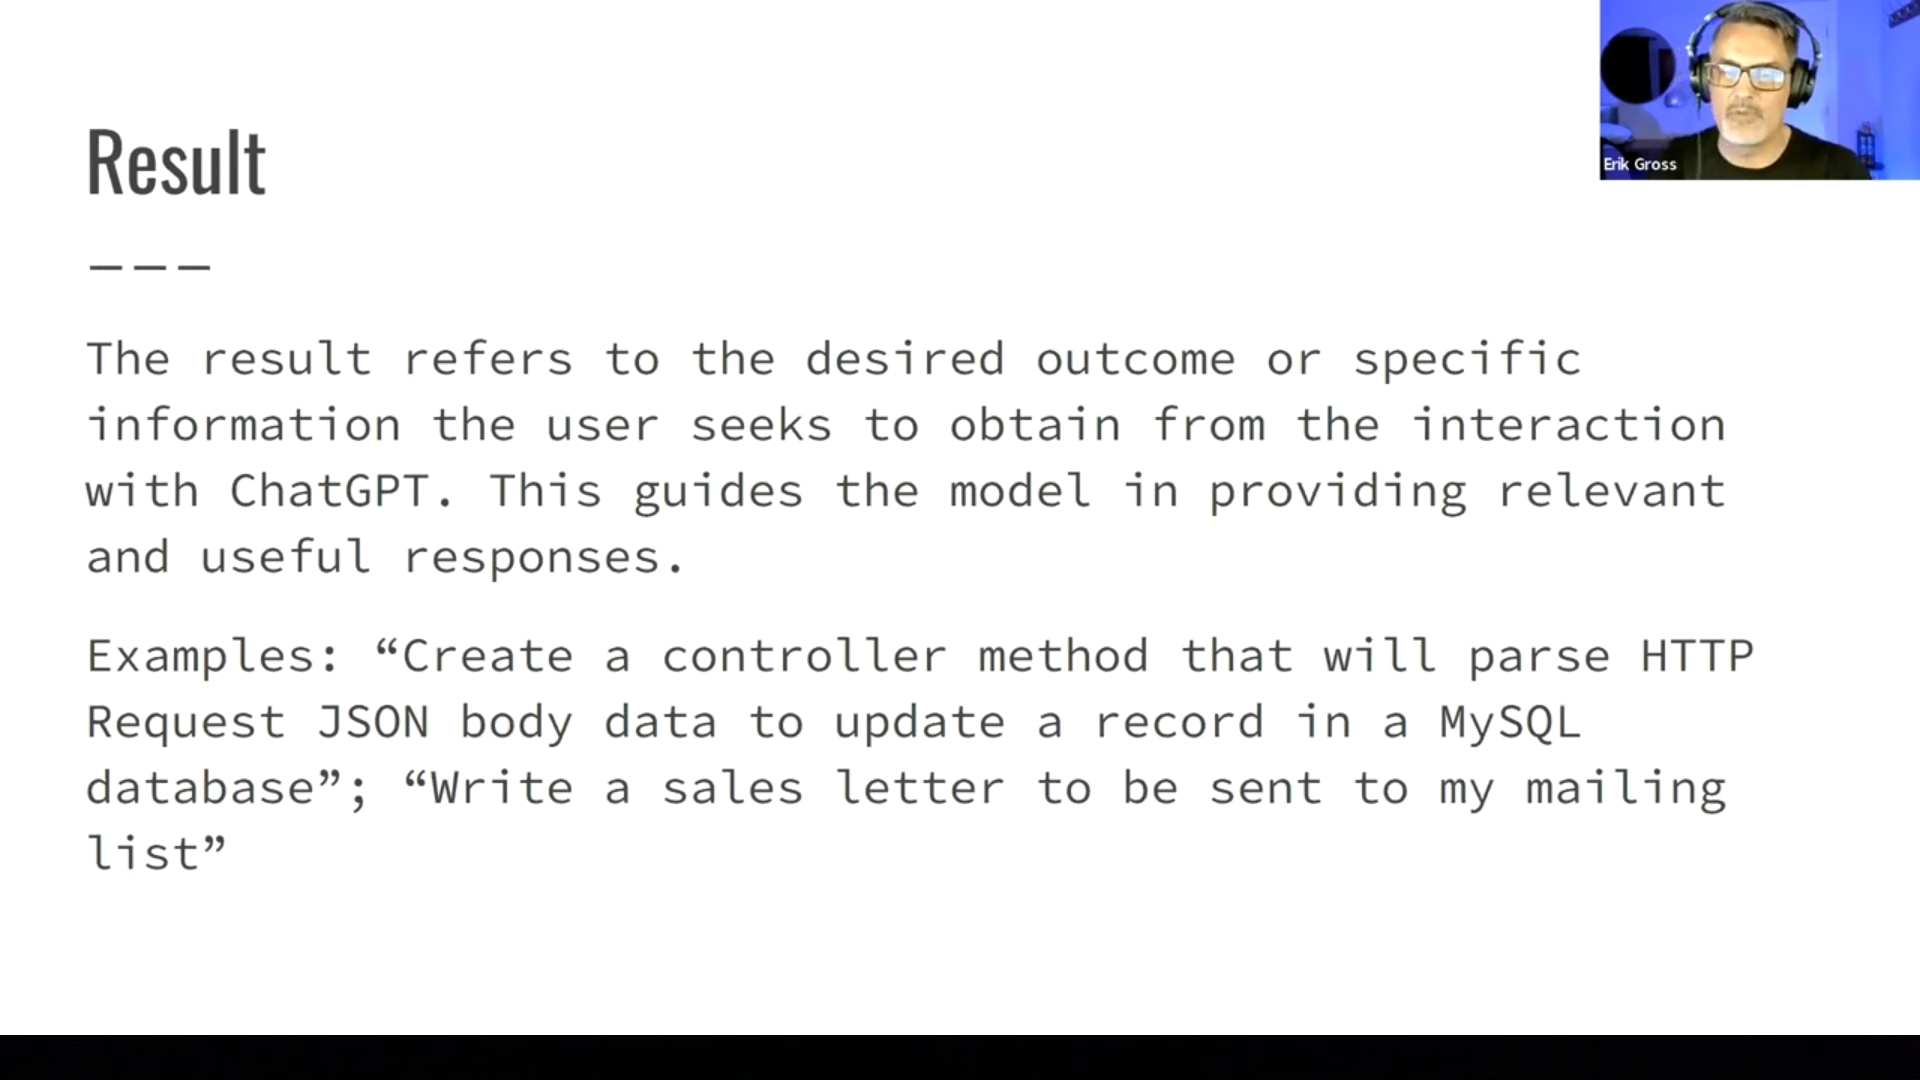 Result
———
The result refers to the desired outcome or specific
information the user seeks to obtain from the interaction
with ChatGPT. This guides the model in providing relevant
and useful responses.
Examples: “Create a controller method that will parse HTTP
Request JSON body data to update a record in a MySQL
database”; “Write a sales letter to be sent to my mailing
list”
Erik Gross